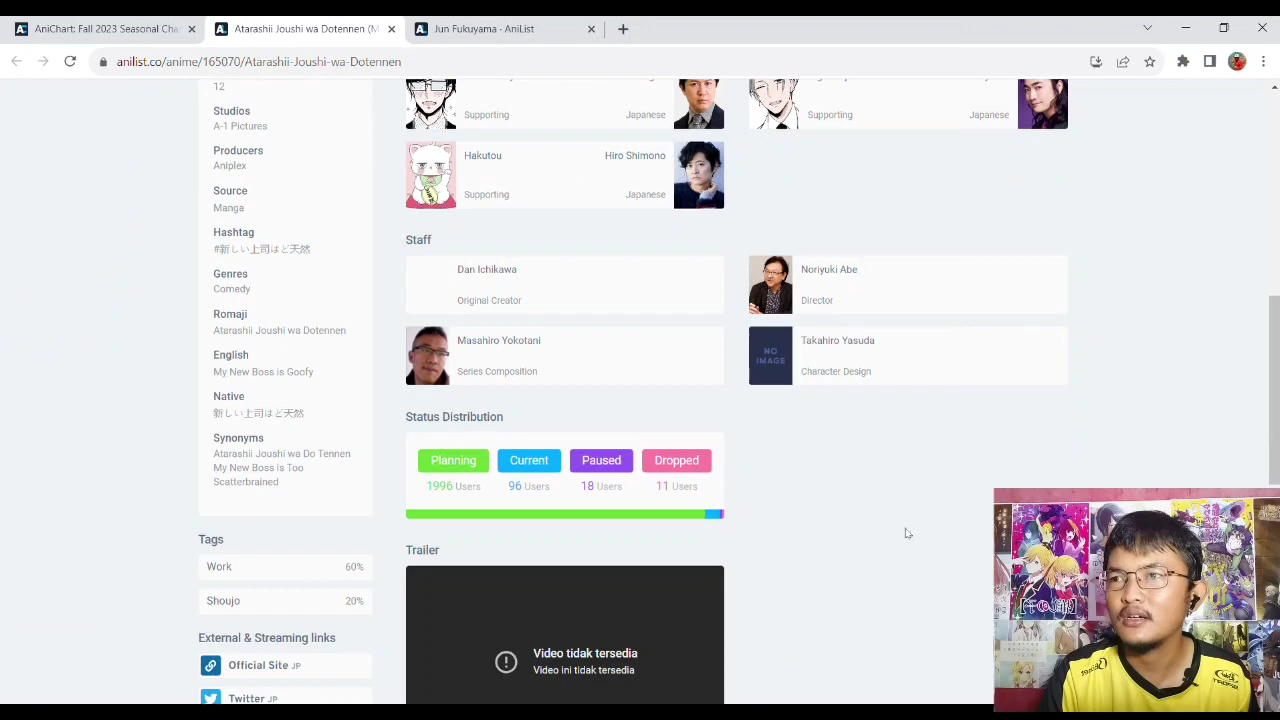 AniChart: Fall 2023 Seasonal Cha
Atarashii Joushi wa Dotennen (M
Jun Fukuyama · AniList
anilist.co/anime/165070/Atarashii-Joushi-wa-Dotennen
12
Studios
A-1 Pictures
Producers
Aniplex
Source
Manga
Hashtag
#新しい上司はど天然
Genres
Comedy
Romaji
Atarashii Joushi wa Dotennen
English
My New Boss is Goofy
Native
新しい上司はど天然
Synonyms
Atarashii Joushi wa Do Tennen
My New Boss is Too
Scatterbrained
Tags
Work 60%
Shoujo 20%
External & Streaming links
Official Site JP
Twitter JP
Supporting Japanese
Supporting Japanese
Hakutou Hiro Shimono
Supporting Japanese
Staff
Dan Ichikawa
Original Creator
Noriyuki Abe
Director
Masahiro Yokotani
Series Composition
NO IMAGE
Takahiro Yasuda
Character Design
Status Distribution
Planning Current Paused Dropped
1996 Users 96 Users 18 Users 11 Users
Trailer
Video tidak tersedia
Video ini tidak tersedia